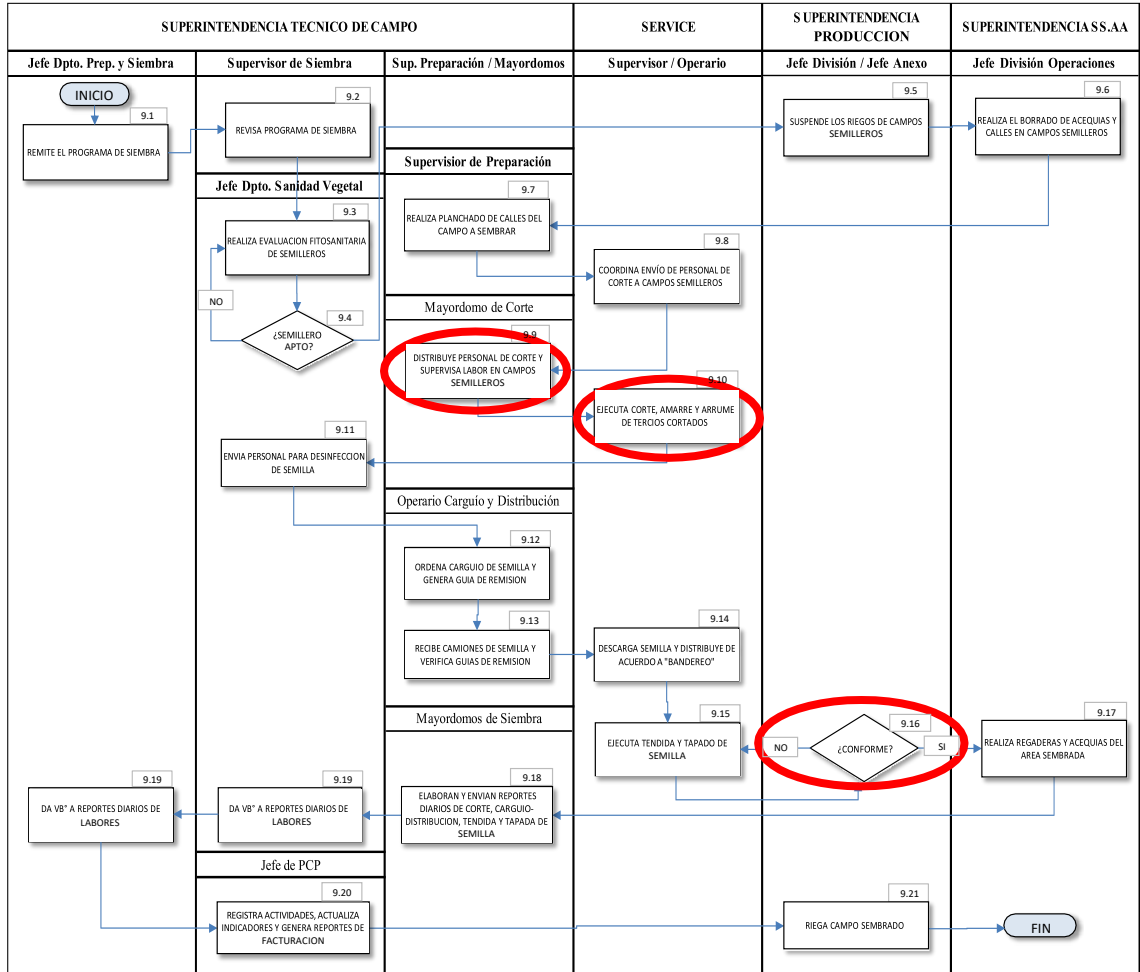 SUPERINTENDENCIA TECNICO DE CAMPO
SERVICE
SUPERINTENDENCIA
PRODUCCION
SUPERINTENDENCIA SS.AA
Jefe Dpto. Prep. y Siembra
Supervisor de Siembra
Sup. Preparación / Mayordomos
Supervisor / Operario
Jefe División / Jefe Anexo
Jefe División Operaciones
INICIO
9.1
REMITE EL PROGRAMA DE SIEMBRA
9.2
REVISA PROGRAMA DE SIEMBRA
9.5
SUSPENDE LOS RIEGOS DE CAMPOS
SEMILLEROS
9.6
REALIZA EL BORRADO DE ACEQUIAS Y
CALLES EN CAMPOS SEMILLEROS
Supervisior de Preparación
Jefe Dpto. Sanidad Vegetal
9.7
REALIZA PLANCHADO DE CALLES DEL
CAMPO A SEMBRAR
9.3
REALIZA EVALUACION FITOSANITARIA
DE SEMILLEROS
9.8
COORDINA ENVÍO DE PERSONAL DE
CORTE A CAMPOS SEMILLEROS
NO
9.4
¿SEMILLERO
APTO?
Mayordomo de Corte
9.9
DISTRIBUYE PERSONAL DE CORTE Y
SUPERVISA LABOR EN CAMPOS
SEMILLEROS
9.10
EJECUTA CORTE, AMARRE Y ARRUME
DE TERCIOS CORTADOS
9.11
ENVIA PERSONAL PARA DESINFECCION
DE SEMILLA
Operario Carguío y Distribución
9.12
ORDENA CARGUIO DE SEMILLA Y
GENERA GUIA DE REMISION
9.13
RECIBE CAMIONES DE SEMILLA Y
VERIFICA GUIAS DE REMISION
9.14
DESCARGA SEMILLA Y DISTRIBUYE DE
ACUERDO A "BANDEREO"
Mayordomos de Siembra
9.15
EJECUTA TENDIDA Y TAPADO DE
SEMILLA
NO
9.16
¿CONFORME?
SI
9.17
REALIZA REGADERAS Y ACEQUIAS DEL
AREA SEMBRADA
9.19
DA VB° A REPORTES DIARIOS DE
LABORES
9.19
DA VB° A REPORTES DIARIOS DE
LABORES
9.18
ELABORAN Y ENVIAN REPORTES
DIARIOS DE CORTE, CARGUIO-
DISTRIBUCION, TENDIDA Y TAPADA DE
SEMILLA
Jefe de PCP
9.20
REGISTRA ACTIVIDADES, ACTUALIZA
INDICADORES Y GENERA REPORTES DE
FACTURACION
9.21
RIEGA CAMPO SEMBRADO
FIN